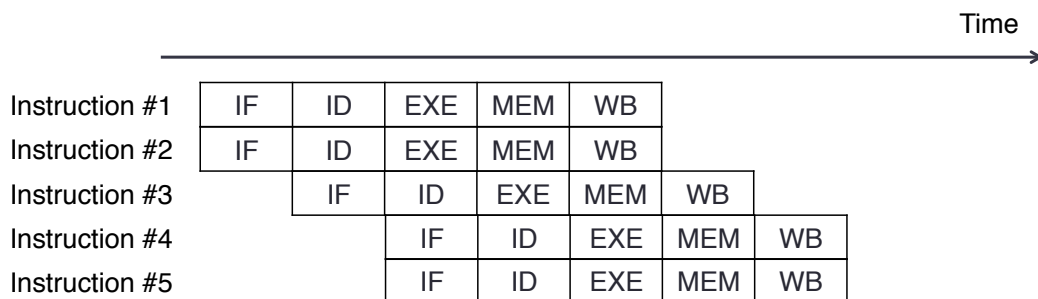 Time
Instruction #1 IF ID EXE MEM WB
Instruction #2 IF ID EXE MEM WB
Instruction #3 IF ID EXE MEM WB
Instruction #4 IF ID EXE MEM WB
Instruction #5 IF ID EXE MEM WB